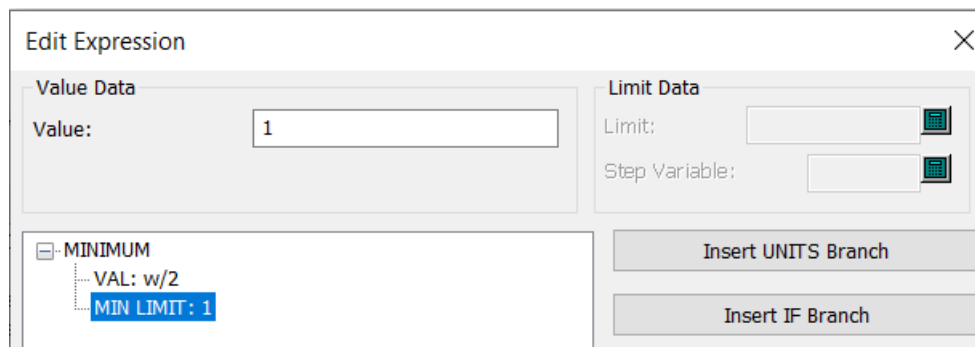 Edit Expression
Value Data
Value: 1
Limit Data
Limit:
Step Variable:
MINIMUM
VAL: w/2
MIN LIMIT: 1
Insert UNITS Branch
Insert IF Branch